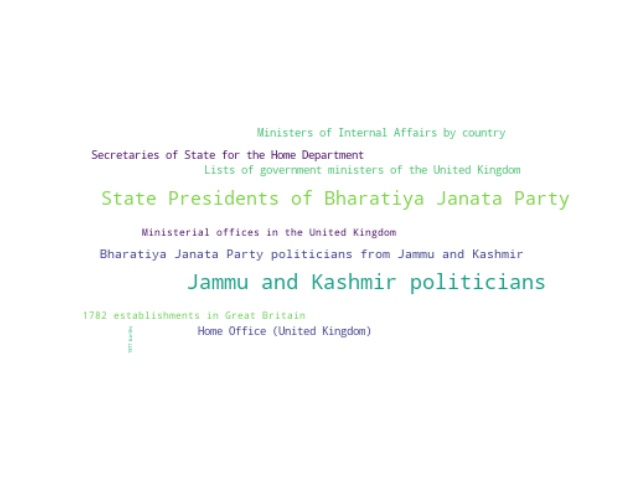 Ministers of Internal Affairs by country
Secretaries of State for the Home Department
Lists of government ministers of the United Kingdom
State Presidents of Bharatiya Janata Party
Ministerial offices in the United Kingdom
Bharatiya Janata Party politicians from Jammu and Kashmir
Jammu and Kashmir politicians
1782 establishments in Great Britain
Home Office (United Kingdom)